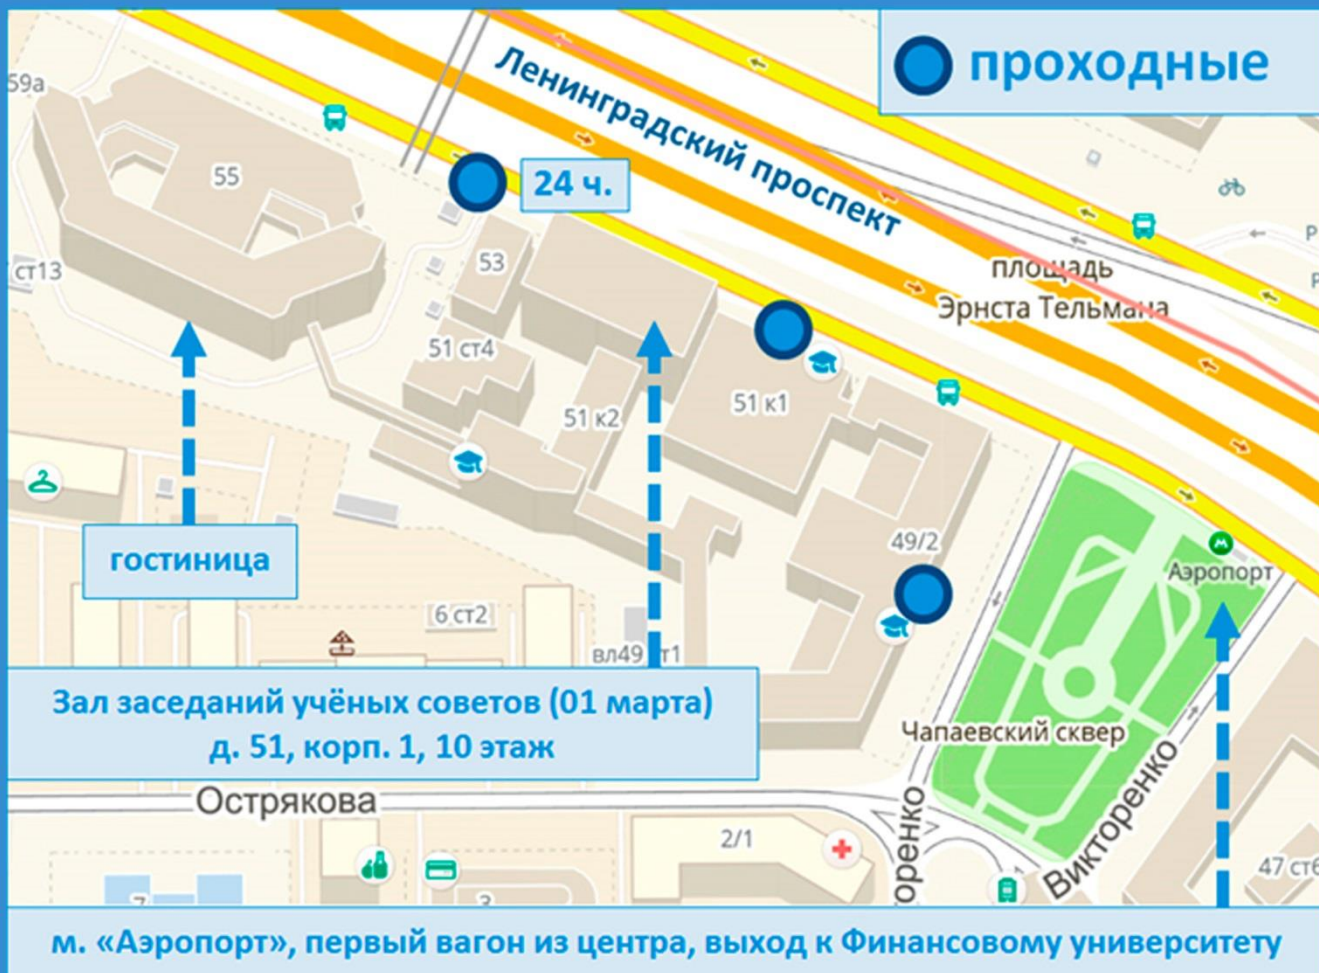 проходные
59а
Ленинградский проспект
55
24 ч.
площадь
Эрнста Тельмана
ст13
53
51 ст4
51 к2
51 к1
49/2
Аэропорт
гостиница
6 ст2
вл49
т1
Зал заседаний учёных советов (01 марта)
д. 51, корп. 1, 10 этаж
Чапаевский сквер
Острякова
Викторенко
оренко
2/1
47 ст6
7
3
м. «Аэропорт», первый вагон из центра, выход к Финансовому университету